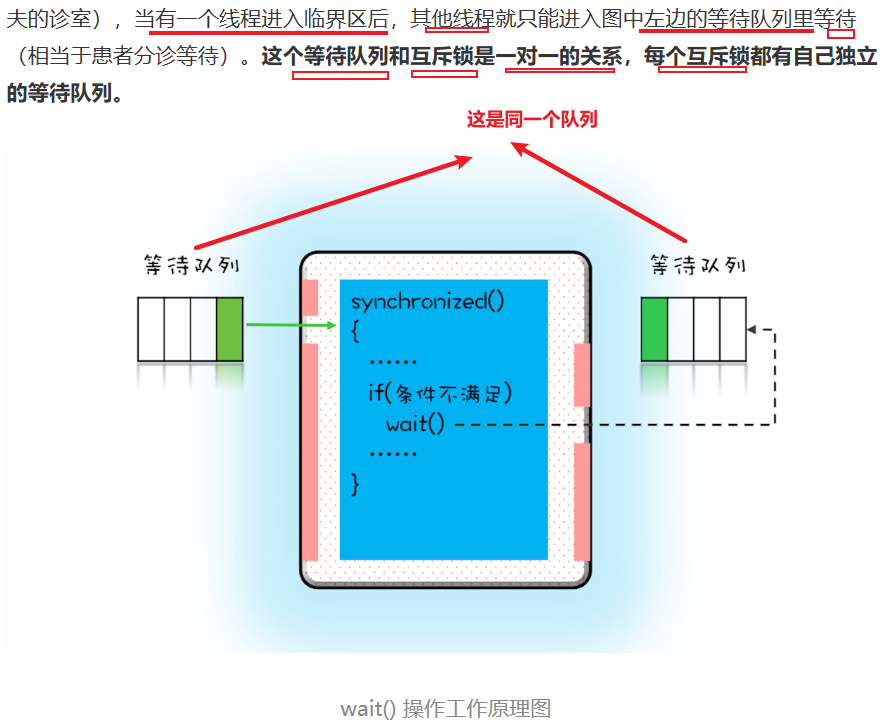 夫的诊室），当有一个线程进入临界区后，其他线程就只能进入图中左边的等待队列里等待
（相当于患者分诊等待）。这个等待队列和互斥锁是一对一的关系，每个互斥锁都有自己独立
的等待队列。
这是同一个队列
等待队列
等待队列
synchronized()
{
......
if(条件不满足)
wait()
......
}
wait() 操作工作原理图